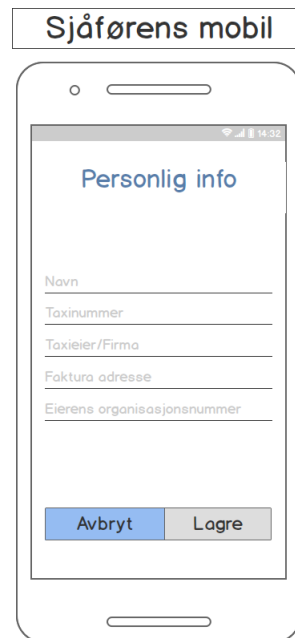 Sjåførens mobil
14:32
Personlig info
Navn
Taxinummer
Taxieier/Firma
Faktura adresse
Eierens organisasjonsnummer
Avbryt Lagre